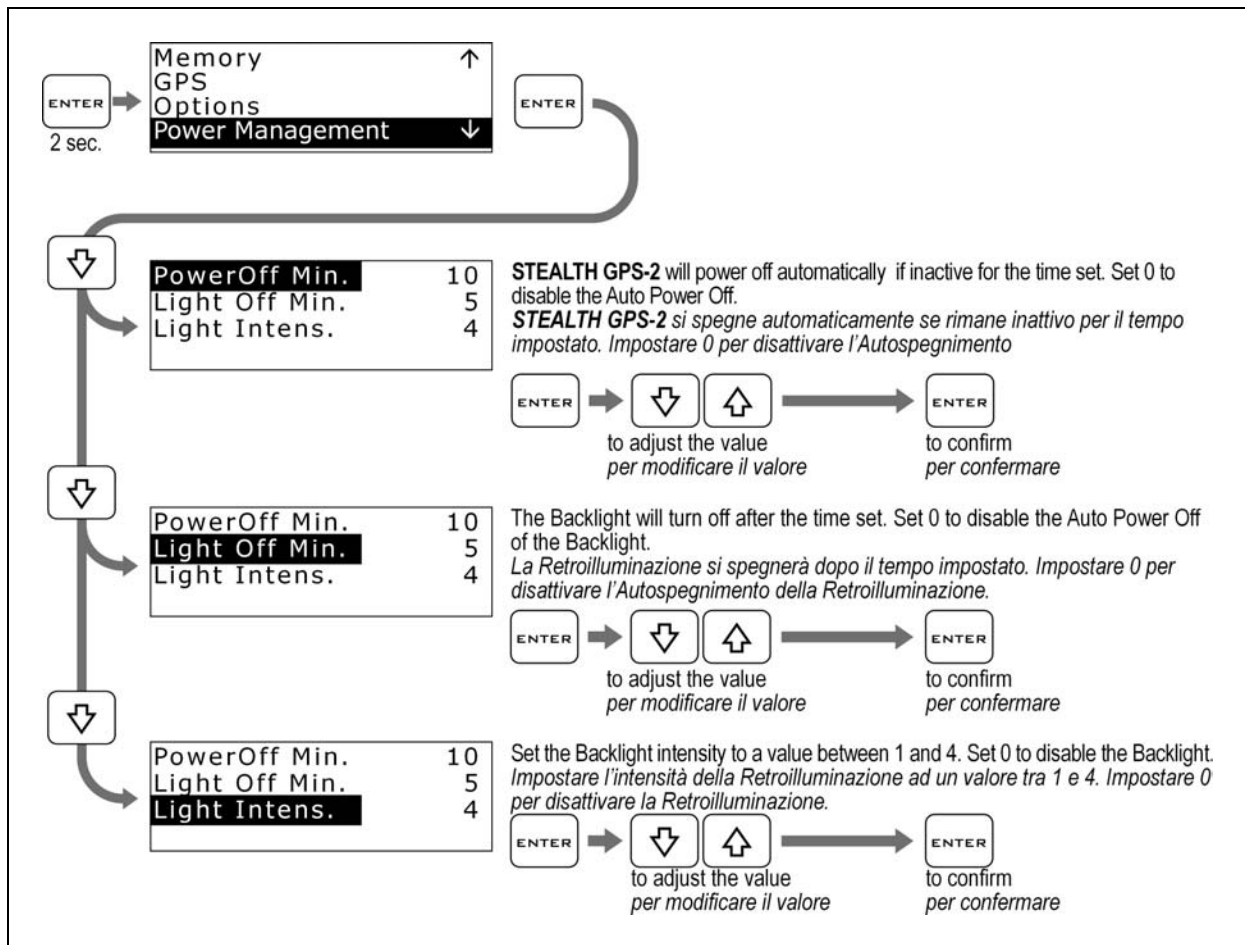 Memory ↑
GPS
Options
Power Management ↓
ENTER
2 sec.
ENTER
PowerOff Min. 10
Light Off Min. 5
Light Intens. 4
STEALTH GPS-2 will power off automatically if inactive for the time set. Set 0 to
disable the Auto Power Off.
STEALTH GPS-2 si spegne automaticamente se rimane inattivo per il tempo
impostato. Impostare 0 per disattivare l'Autospegnimento
ENTER ENTER
to adjust the value to confirm
per modificare il valore per confermare
PowerOff Min. 10
Light Off Min. 5
Light Intens. 4
The Backlight will turn off after the time set. Set 0 to disable the Auto Power Off
of the Backlight.
La Retroilluminazione si spegnerà dopo il tempo impostato. Impostare 0 per
disattivare l'Autospegnimento della Retroilluminazione.
ENTER ENTER
to adjust the value to confirm
per modificare il valore per confermare
PowerOff Min. 10
Light Off Min. 5
Light Intens. 4
Set the Backlight intensity to a value between 1 and 4. Set 0 to disable the Backlight.
Impostare l'intensità della Retroilluminazione ad un valore tra 1 e 4. Impostare 0
per disattivare la Retroilluminazione.
ENTER ENTER
to adjust the value to confirm
per modificare il valore per confermare